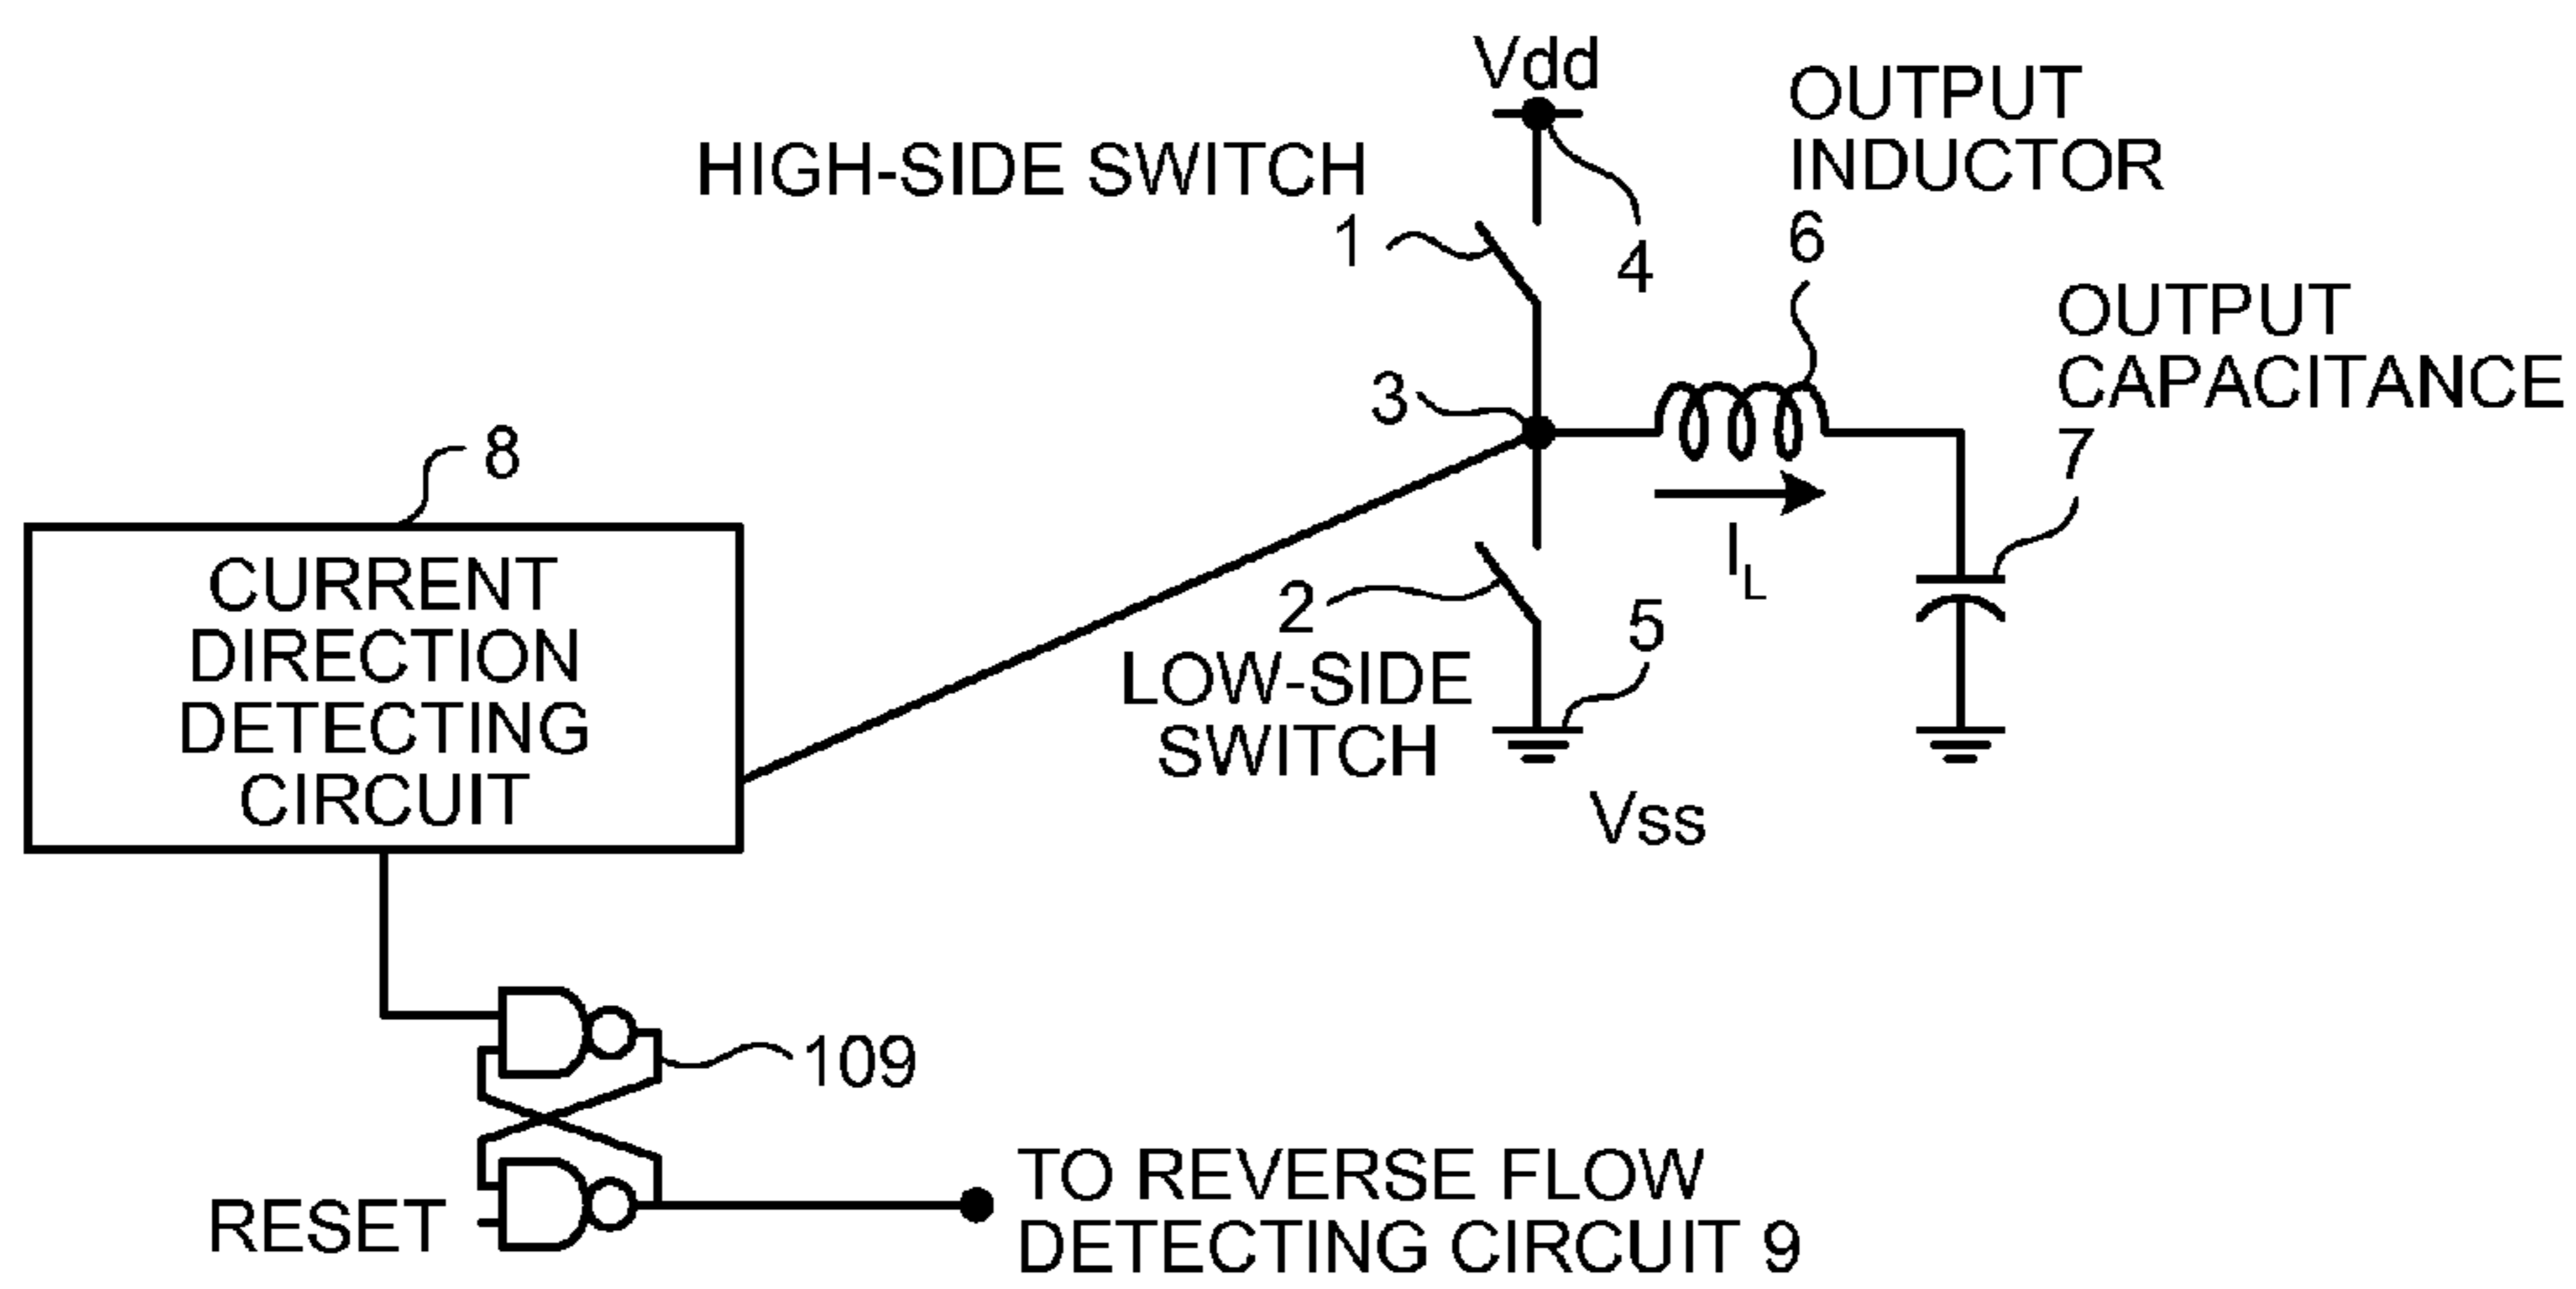 Vdd
OUTPUT
INDUCTOR
6
HIGH-SIDE SWITCH
1
4
OUTPUT
CAPACITANCE
7
3
8
I_L
CURRENT
DIRECTION
DETECTING
CIRCUIT
2
LOW-SIDE
SWITCH
5
Vss
109
RESET
TO REVERSE FLOW
DETECTING CIRCUIT 9